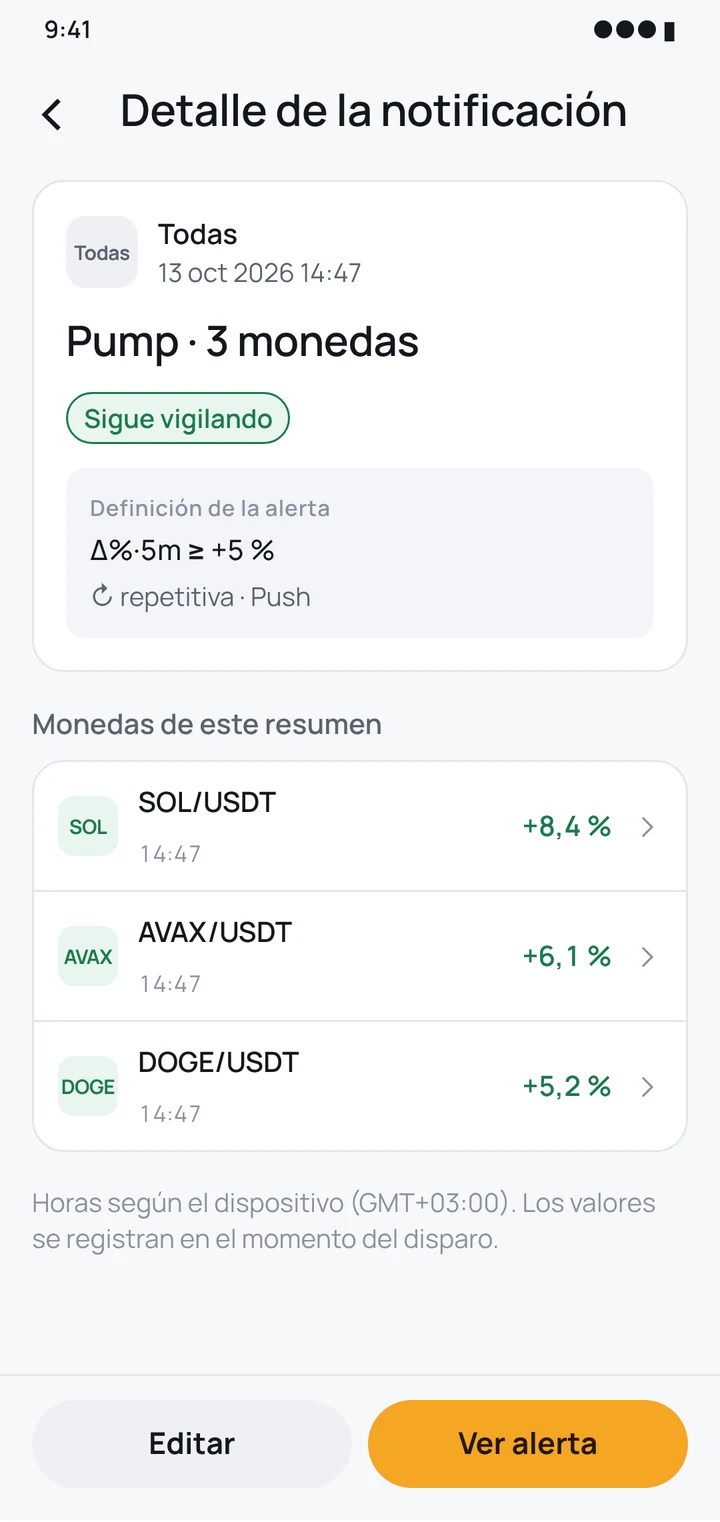 9:41
Detalle de la notificación
Todas
Todas
13 oct 2026 14:47
Pump · 3 monedas
Sigue vigilando
Definición de la alerta
Δ%·5m ≥ +5 %
↻ repetitiva · Push
Monedas de este resumen
SOL
SOL/USDT
14:47
+8,4 %
AVAX
AVAX/USDT
14:47
+6,1 %
DOGE
DOGE/USDT
14:47
+5,2 %
Horas según el dispositivo (GMT+03:00). Los valores
se registran en el momento del disparo.
Editar
Ver alerta